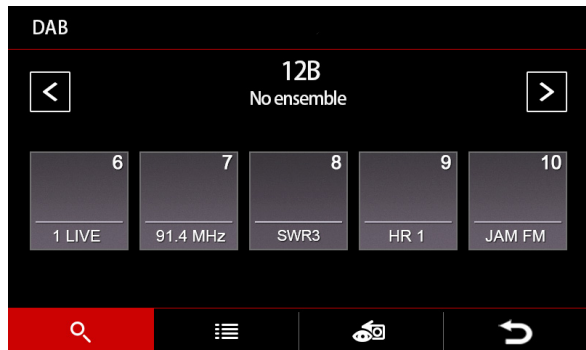 DAB
12B
No ensemble
6
7
8
9
10
1 LIVE
91.4 MHz
SWR3
HR 1
JAM FM